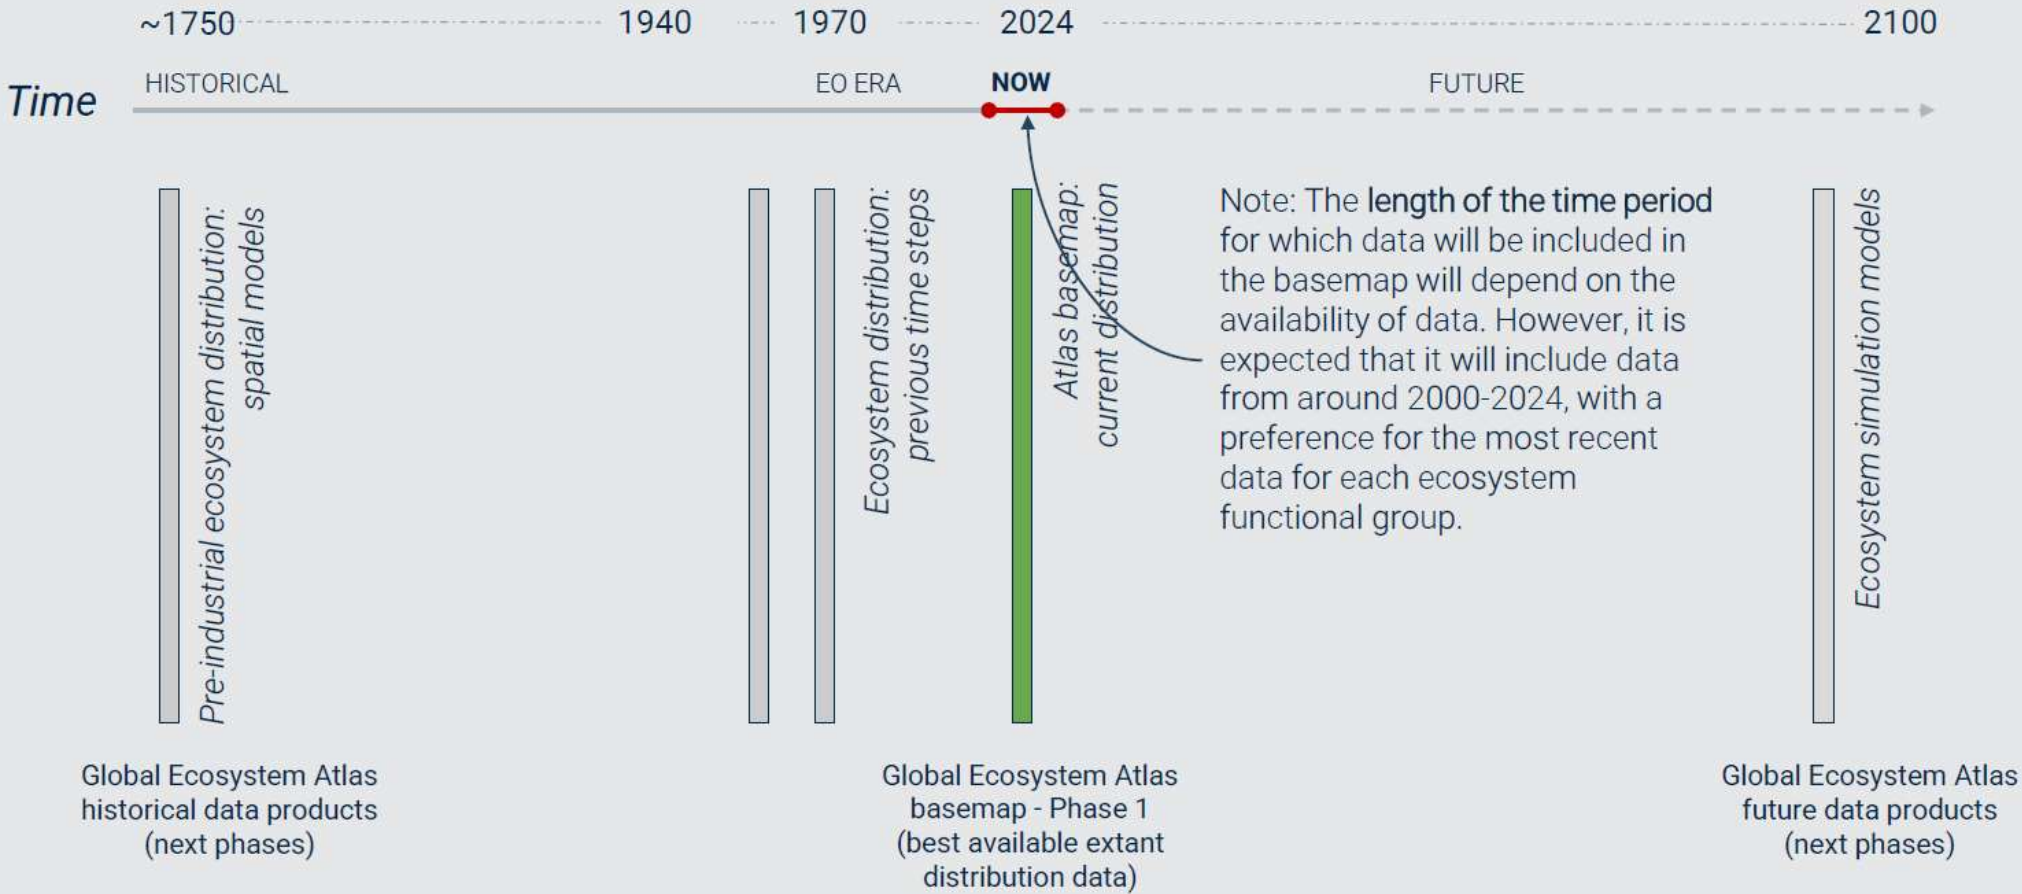 ~1750
1940
1970
2024
2100
Time
HISTORICAL
EO ERA
NOW
FUTURE
Pre-industrial ecosystem distribution:
spatial models
Ecosystem distribution:
previous time steps
Atlas basemap:
current distribution
Note: The length of the time period
for which data will be included in
the basemap will depend on the
availability of data. However, it is
expected that it will include data
from around 2000-2024, with a
preference for the most recent
data for each ecosystem
functional group.
Ecosystem simulation models
Global Ecosystem Atlas
historical data products
(next phases)
Global Ecosystem Atlas
basemap - Phase 1
(best available extant
distribution data)
Global Ecosystem Atlas
future data products
(next phases)